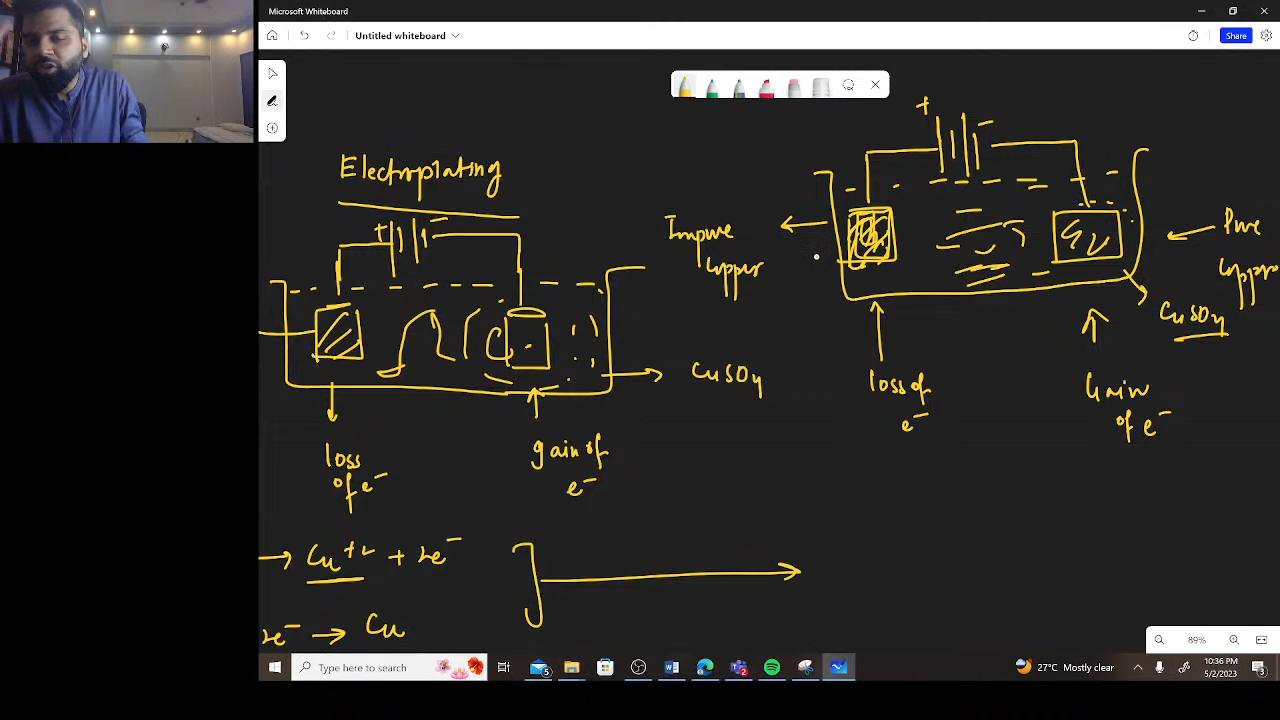 Microsoft Whiteboard
Untitled whiteboard
Share
Electroplating
+
−
CuSO4
loss
of e−
gain of
e−
→ Cu+2 + 2e−
2e− → Cu
+
−
Impure
Copper
Pure
Copper
CuSO4
loss of
e−
Gain
of e−
89%
Type here to search
27°C Mostly clear
10:36 PM
5/2/2023